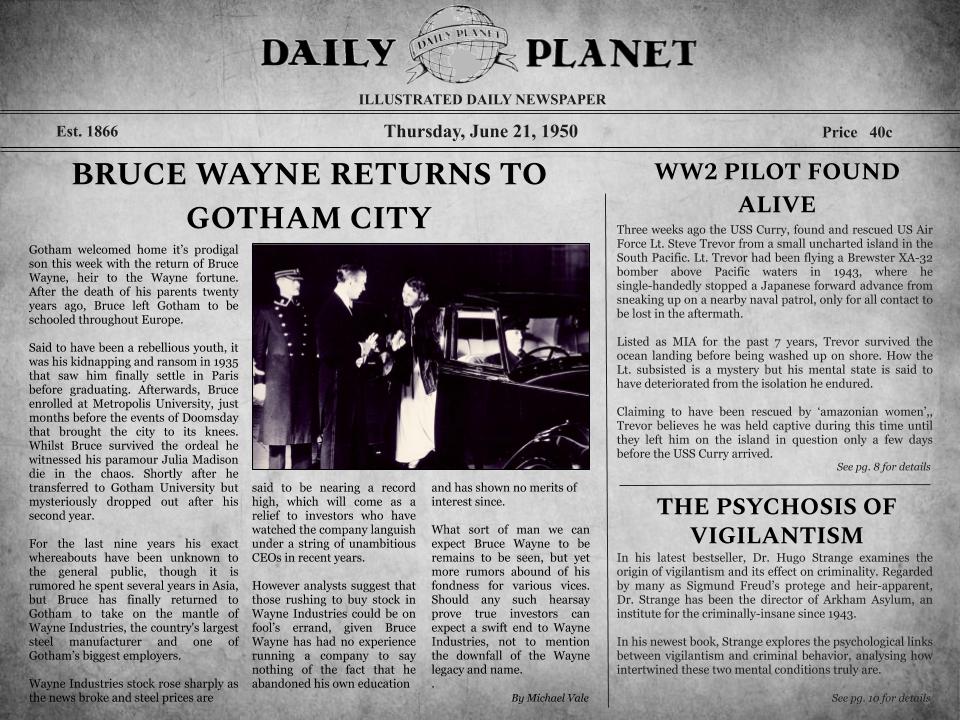 DAILY PLANET
DAILY PLANET
ILLUSTRATED DAILY NEWSPAPER
Est. 1866
Thursday, June 21, 1950
Price 40c
BRUCE WAYNE RETURNS TO
GOTHAM CITY
Gotham welcomed home it's prodigal
son this week with the return of Bruce
Wayne, heir to the Wayne fortune.
After the death of his parents twenty
years ago, Bruce left Gotham to be
schooled throughout Europe.
Said to have been a rebellious youth, it
was his kidnapping and ransom in 1935
that saw him finally settle in Paris
before graduating. Afterwards, Bruce
enrolled at Metropolis University, just
months before the events of Doomsday
that brought the city to its knees.
Whilst Bruce survived the ordeal he
witnessed his paramour Julia Madison
die in the chaos. Shortly after he
transferred to Gotham University but
mysteriously dropped out after his
second year.
For the last nine years his exact
whereabouts have been unknown to
the general public, though it is
rumored he spent several years in Asia,
but Bruce has finally returned to
Gotham to take on the mantle of
Wayne Industries, the country's largest
steel manufacturer and one of
Gotham's biggest employers.
Wayne Industries stock rose sharply as
the news broke and steel prices are
said to be nearing a record
high, which will come as a
relief to investors who have
watched the company languish
under a string of unambitious
CEOs in recent years.
However analysts suggest that
those rushing to buy stock in
Wayne Industries could be on
fool's errand, given Bruce
Wayne has had no experience
running a company to say
nothing of the fact that he
abandoned his own education
and has shown no merits of
interest since.
What sort of man we can
expect Bruce Wayne to be
remains to be seen, but yet
more rumors abound of his
fondness for various vices.
Should any such hearsay
prove true investors can
expect a swift end to Wayne
Industries, not to mention
the downfall of the Wayne
legacy and name.
.
By Michael Vale
WW2 PILOT FOUND
ALIVE
Three weeks ago the USS Curry, found and rescued US Air
Force Lt. Steve Trevor from a small uncharted island in the
South Pacific. Lt. Trevor had been flying a Brewster XA-32
bomber above Pacific waters in 1943, where he
single-handedly stopped a Japanese forward advance from
sneaking up on a nearby naval patrol, only for all contact to
be lost in the aftermath.
Listed as MIA for the past 7 years, Trevor survived the
ocean landing before being washed up on shore. How the
Lt. subsisted is a mystery but his mental state is said to
have deteriorated from the isolation he endured.
Claiming to have been rescued by 'amazonian women',,
Trevor believes he was held captive during this time until
they left him on the island in question only a few days
before the USS Curry arrived.
See pg. 8 for details
THE PSYCHOSIS OF
VIGILANTISM
In his latest bestseller, Dr. Hugo Strange examines the
origin of vigilantism and its effect on criminality. Regarded
by many as Sigmund Freud's protege and heir-apparent,
Dr. Strange has been the director of Arkham Asylum, an
institute for the criminally-insane since 1943.
In his newest book, Strange explores the psychological links
between vigilantism and criminal behavior, analysing how
intertwined these two mental conditions truly are.
See pg. 10 for details